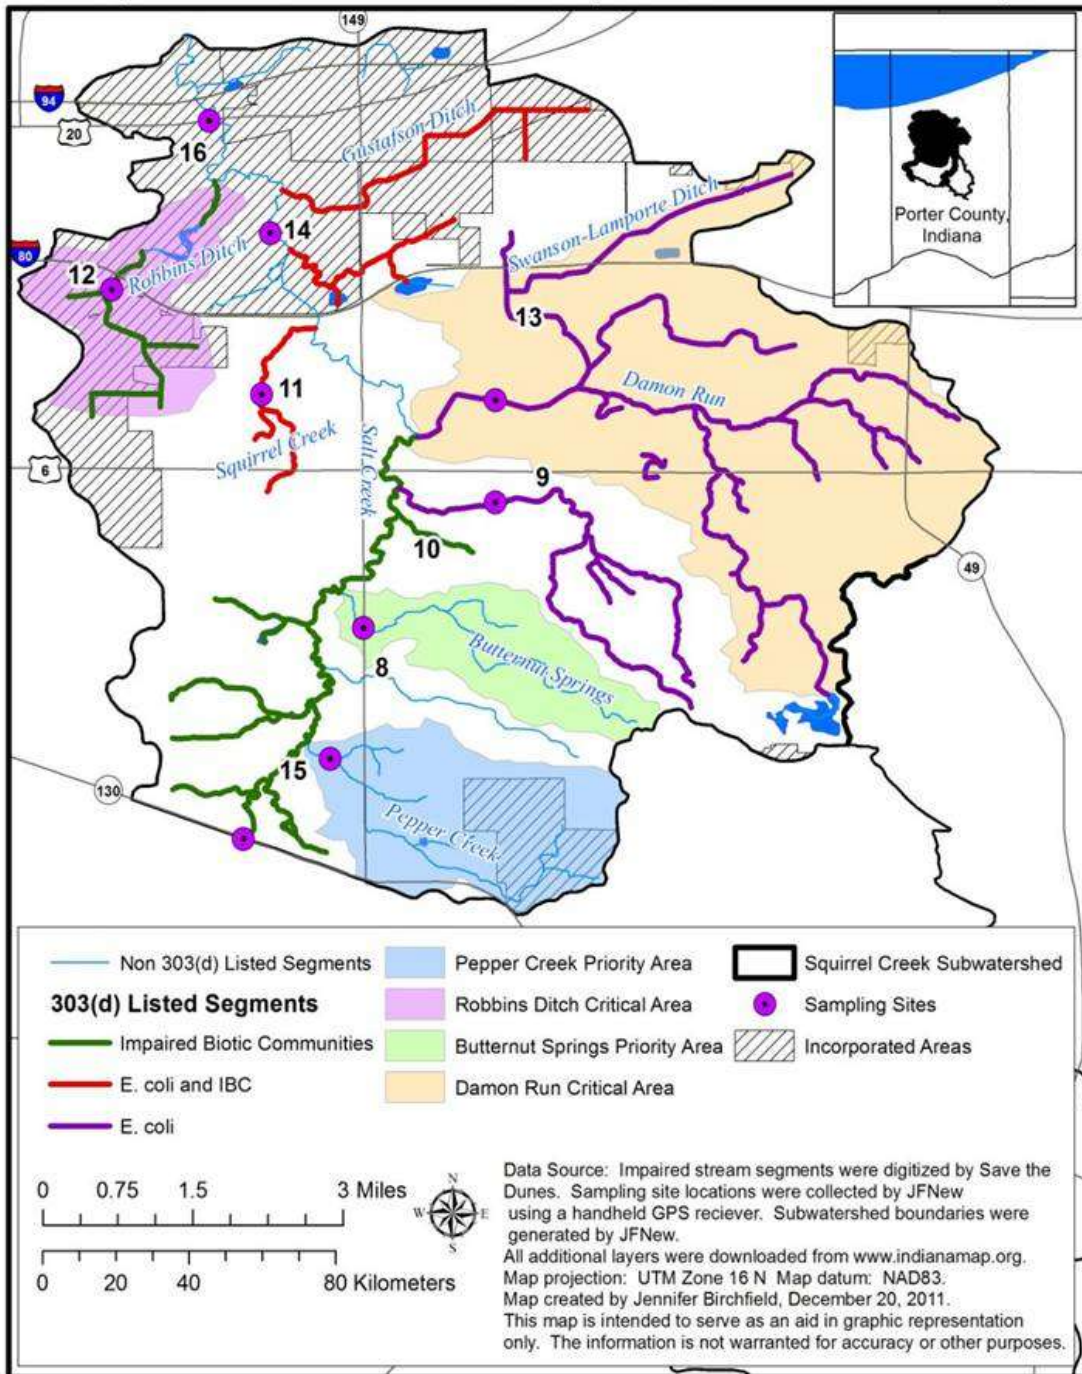 149
94
20
16
Gustafson Ditch
Porter County,
Indiana
14
80
12
Robbins Ditch
Swanson-Lamporte Ditch
13
11
Damon Run
Squirrel Creek
Salt Creek
6
9
10
49
8
Butternut Springs
15
130
Pepper Creek
Non 303(d) Listed Segments
303(d) Listed Segments
Impaired Biotic Communities
E. coli and IBC
E. coli
Pepper Creek Priority Area
Robbins Ditch Critical Area
Butternut Springs Priority Area
Damon Run Critical Area
Squirrel Creek Subwatershed
Sampling Sites
Incorporated Areas
0 0.75 1.5 3 Miles
0 20 40 80 Kilometers
N
W E
S
Data Source: Impaired stream segments were digitized by Save the
Dunes. Sampling site locations were collected by JFNew
using a handheld GPS reciever. Subwatershed boundaries were
generated by JFNew.
All additional layers were downloaded from www.indianamap.org.
Map projection: UTM Zone 16 N Map datum: NAD83.
Map created by Jennifer Birchfield, December 20, 2011.
This map is intended to serve as an aid in graphic representation
only. The information is not warranted for accuracy or other purposes.